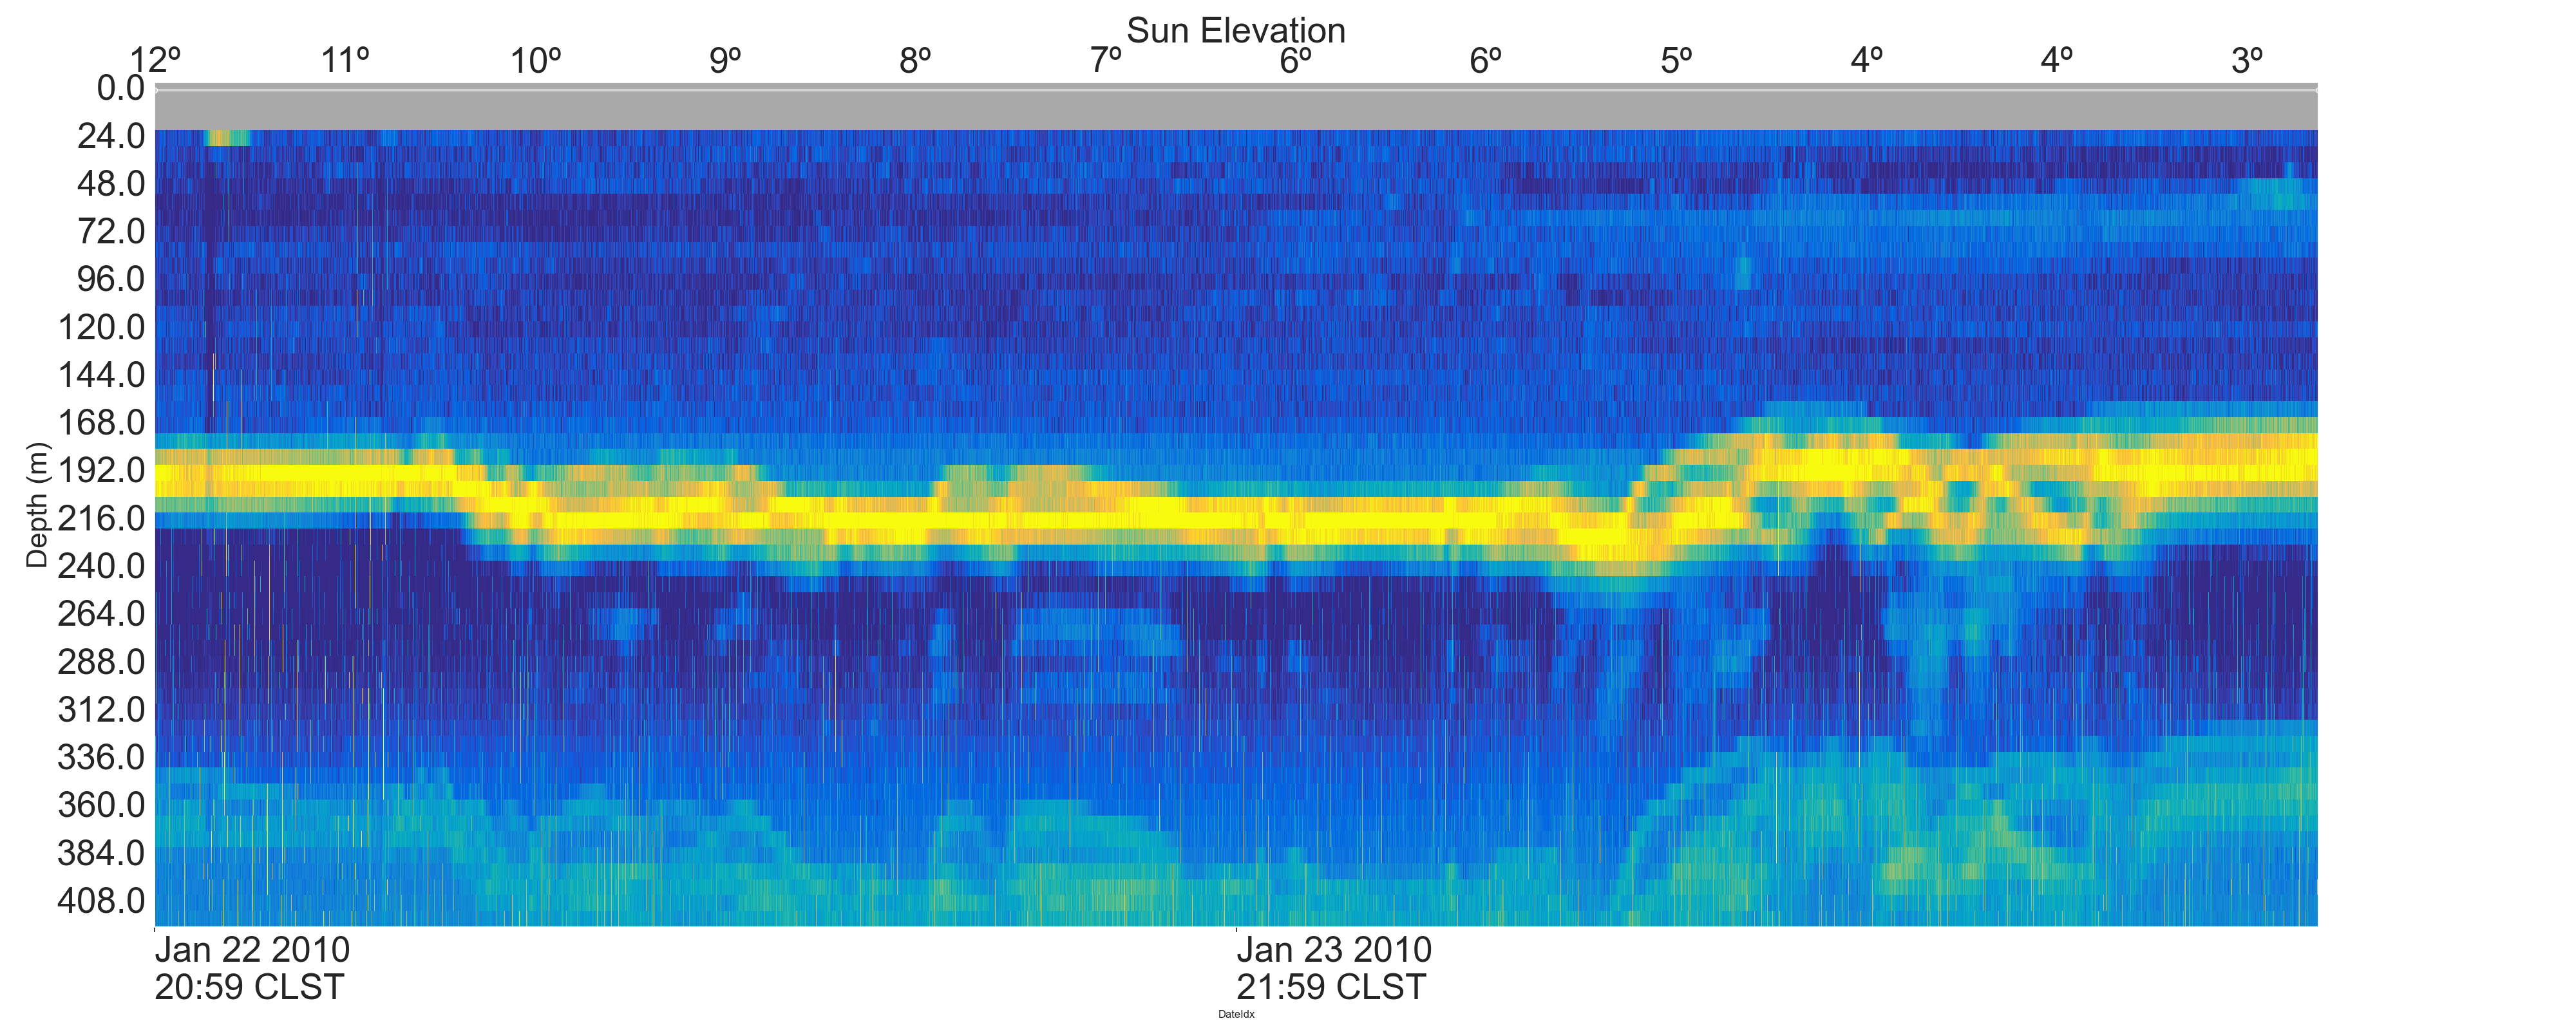 Sun Elevation
12º 11º 10º 9º 8º 7º 6º 6º 5º 4º 4º 3º
0.0
24.0
48.0
72.0
96.0
120.0
144.0
168.0
192.0
216.0
240.0
264.0
288.0
312.0
336.0
360.0
384.0
408.0
Depth (m)
Jan 22 2010
20:59 CLST
Jan 23 2010
21:59 CLST
DateIdx